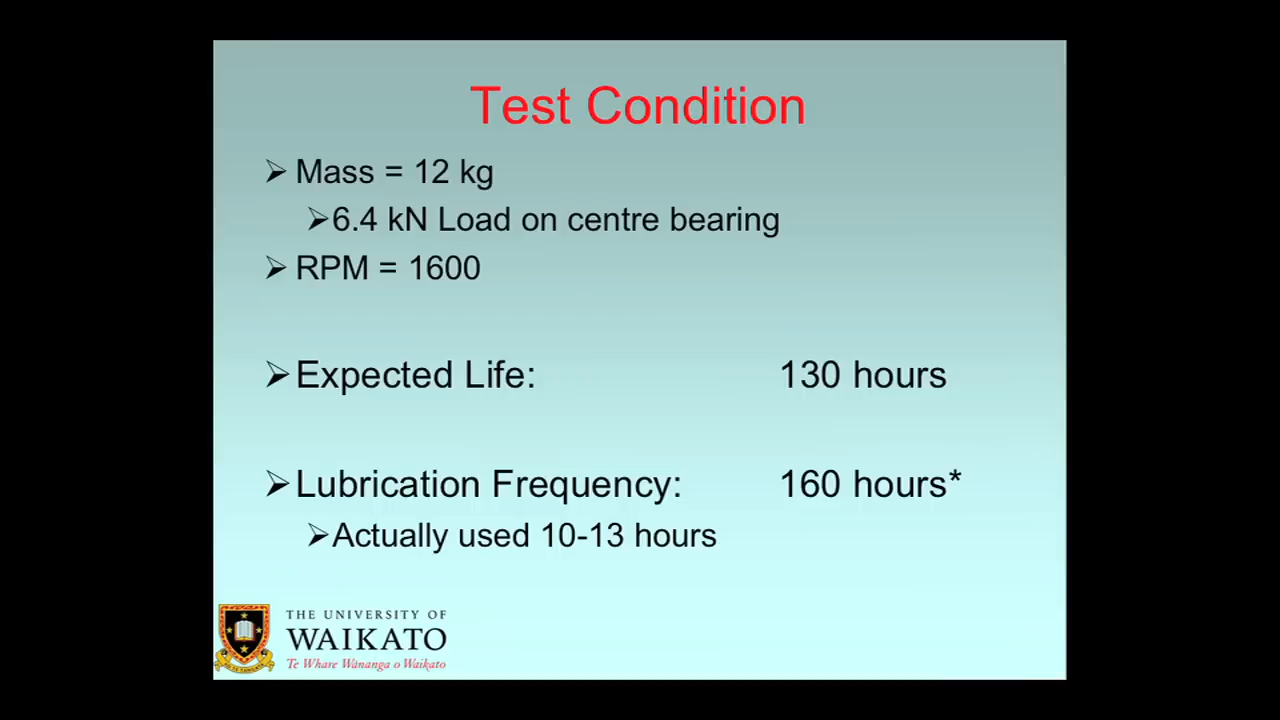 Test Condition
Mass = 12 kg
6.4 kN Load on centre bearing
RPM = 1600
Expected Life: 130 hours
Lubrication Frequency: 160 hours*
Actually used 10-13 hours
THE UNIVERSITY OF
WAIKATO
Te Whare Wānanga o Waikato